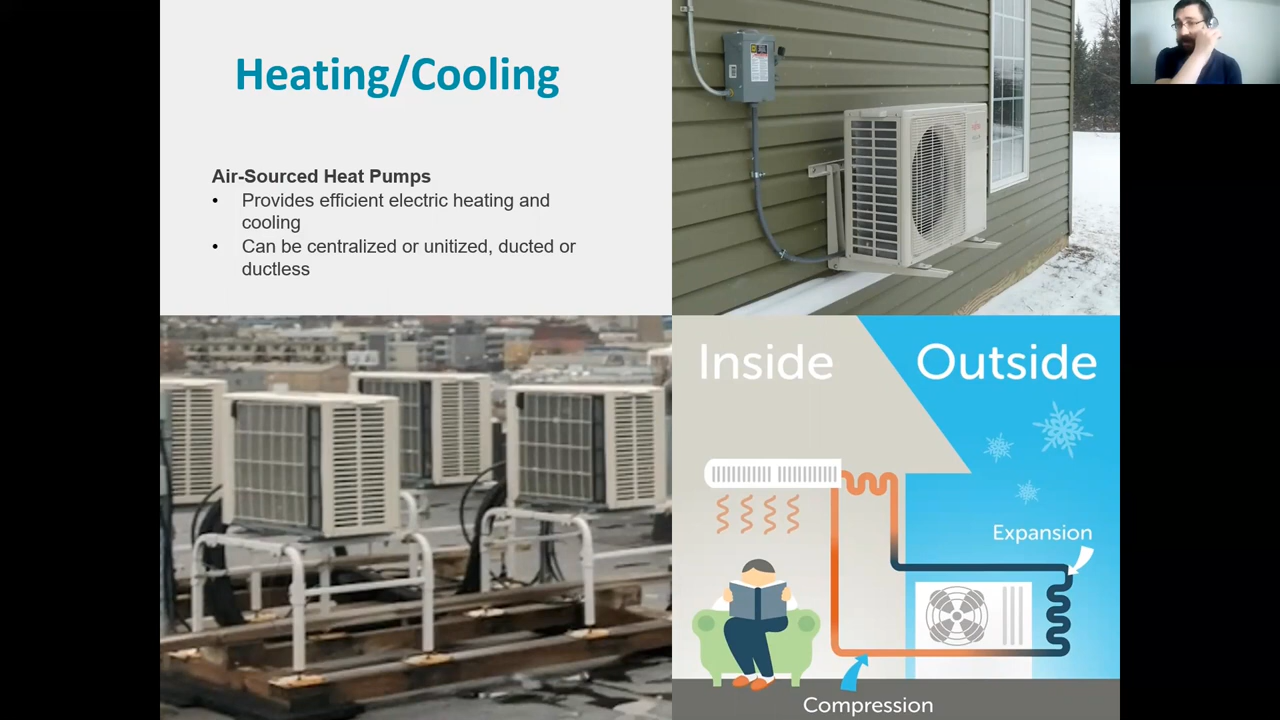 Heating/Cooling
Air-Sourced Heat Pumps
• Provides efficient electric heating and
cooling
• Can be centralized or unitized, ducted or
ductless
Inside
Outside
Expansion
Compression